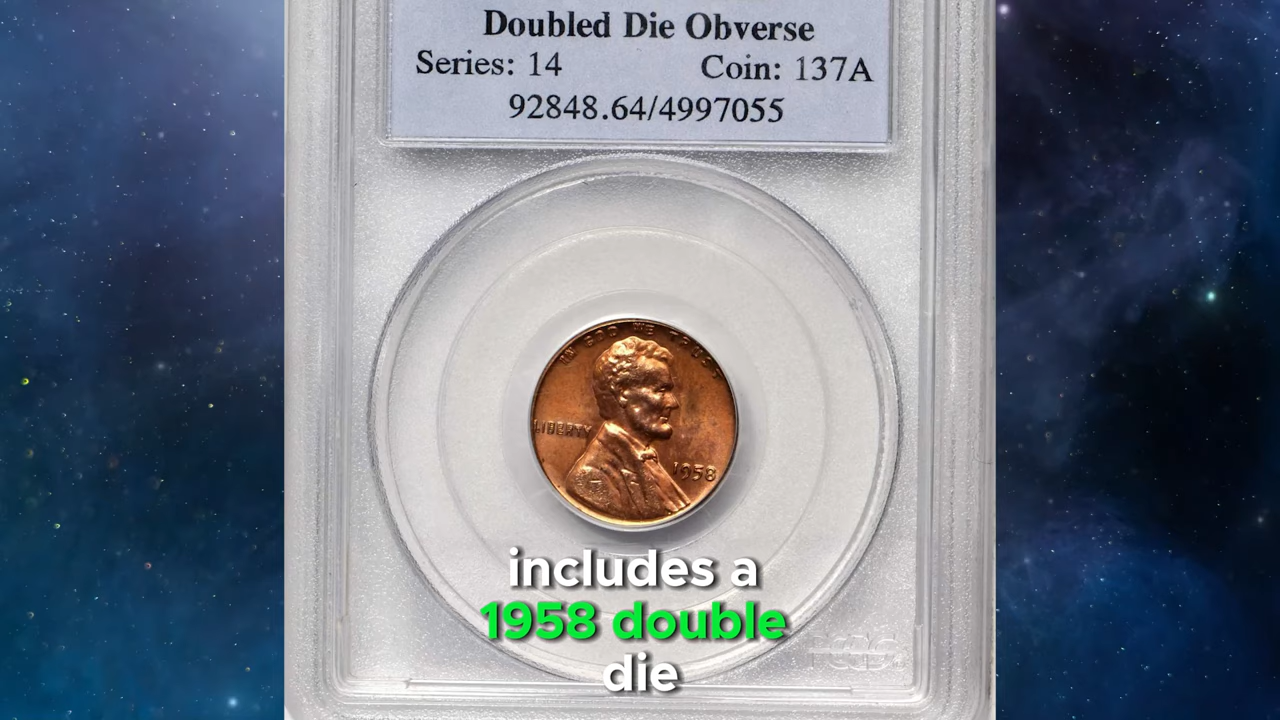 Doubled Die Obverse
Series: 14 Coin: 137A
92848.64/4997055
IN GOD WE TRUST
LIBERTY
1958
includes a
1958 double
die
PCGS